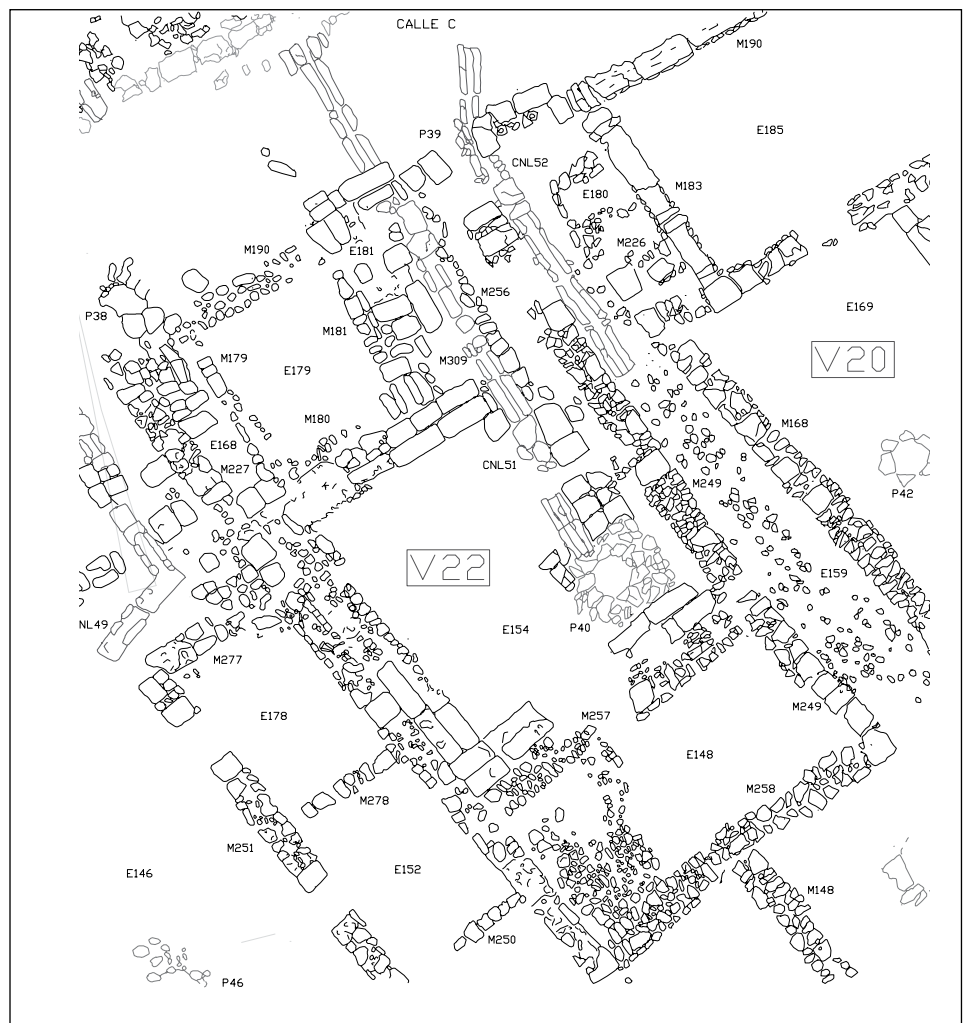 CALLE C
M190
E185
P39
CNL52
E180
M183
M190
E181
M226
M256
P38
E169
M181
M179
M309
V20
E179
M180
M168
E168
M227
CNL51
M249
P42
V22
E159
NL49
E154
P40
M277
E178
M257
M249
E148
M258
M278
M251
E146
E152
M148
M250
P46